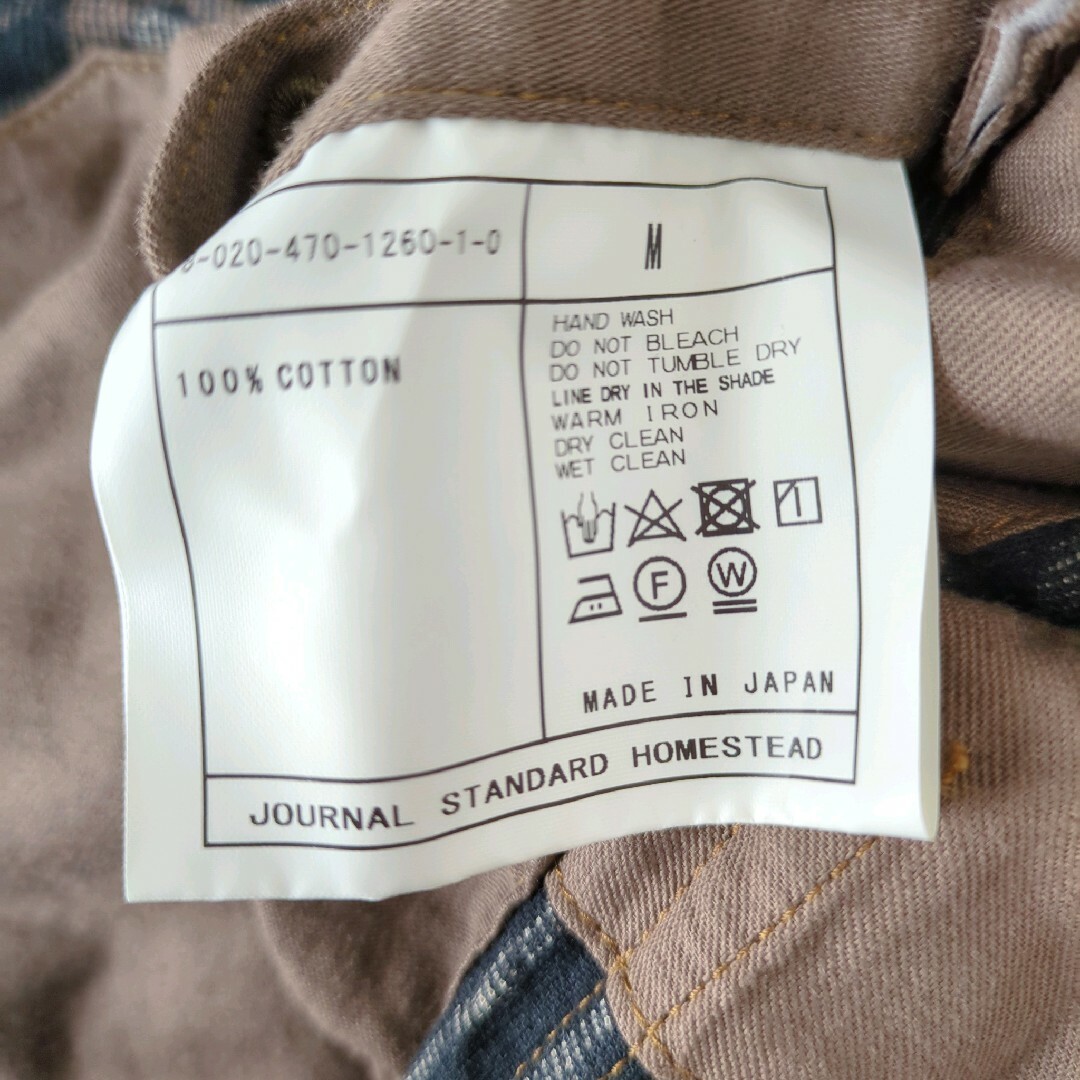 -020-470-1260-1-0
M
100% COTTON
HAND WASH
DO NOT BLEACH
DO NOT TUMBLE DRY
LINE DRY IN THE SHADE
WARM IRON
DRY CLEAN
WET CLEAN
F
W
MADE IN JAPAN
JOURNAL STANDARD HOMESTEAD